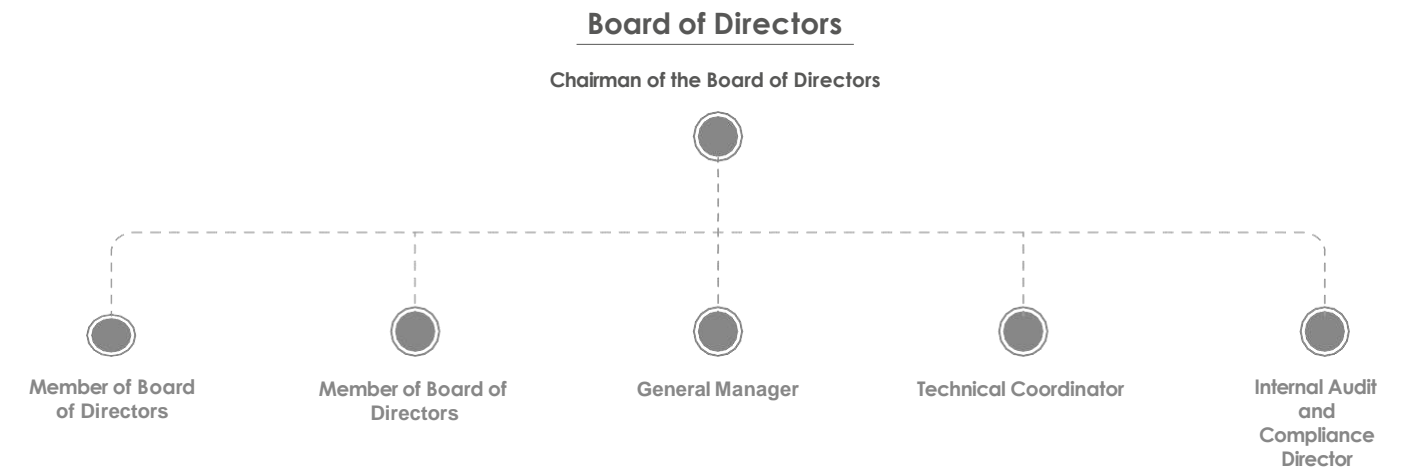 Board of Directors
Chairman of the Board of Directors
Member of Board
of Directors
Member of Board of
Directors
General Manager
Technical Coordinator
Internal Audit
and
Compliance
Director